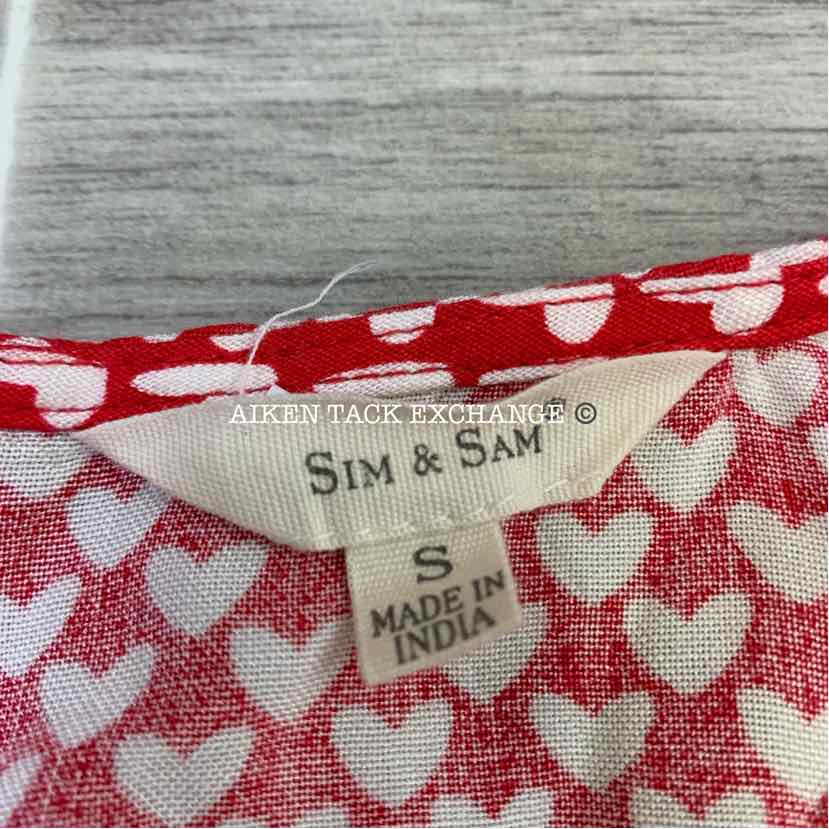 AIKEN TACK EXCHANGE ©
SIM & SAM®
S
MADE IN
INDIA